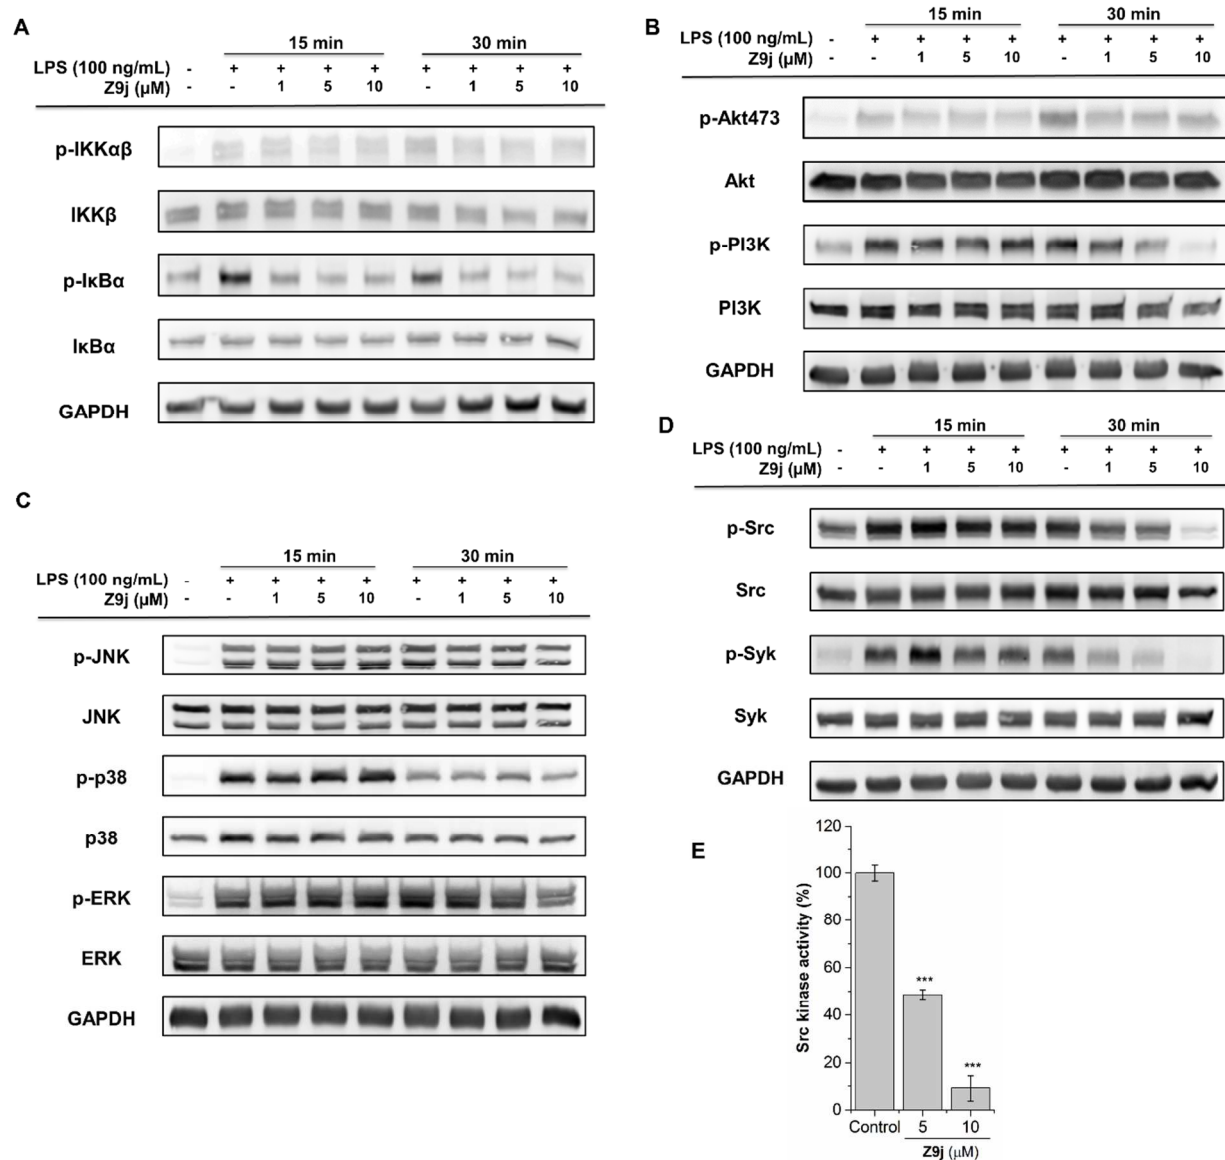 A
15 min 30 min
LPS (100 ng/mL) - + + + + + + + +
Z9j (µM) - - 1 5 10 - 1 5 10
p-IKKαβ
IKKβ
p-IκBα
IκBα
GAPDH
B
15 min 30 min
LPS (100 ng/mL) - + + + + + + + +
Z9j (µM) - - 1 5 10 - 1 5 10
p-Akt473
Akt
p-PI3K
PI3K
GAPDH
C
15 min 30 min
LPS (100 ng/mL) - + + + + + + + +
Z9j (µM) - - 1 5 10 - 1 5 10
p-JNK
JNK
p-p38
p38
p-ERK
ERK
GAPDH
D
15 min 30 min
LPS (100 ng/mL) - + + + + + + + +
Z9j (µM) - - 1 5 10 - 1 5 10
p-Src
Src
p-Syk
Syk
GAPDH
E
Src kinase activity (%)
120
100
80
60
40
20
0
***
***
Control 5 10
Z9j (µM)